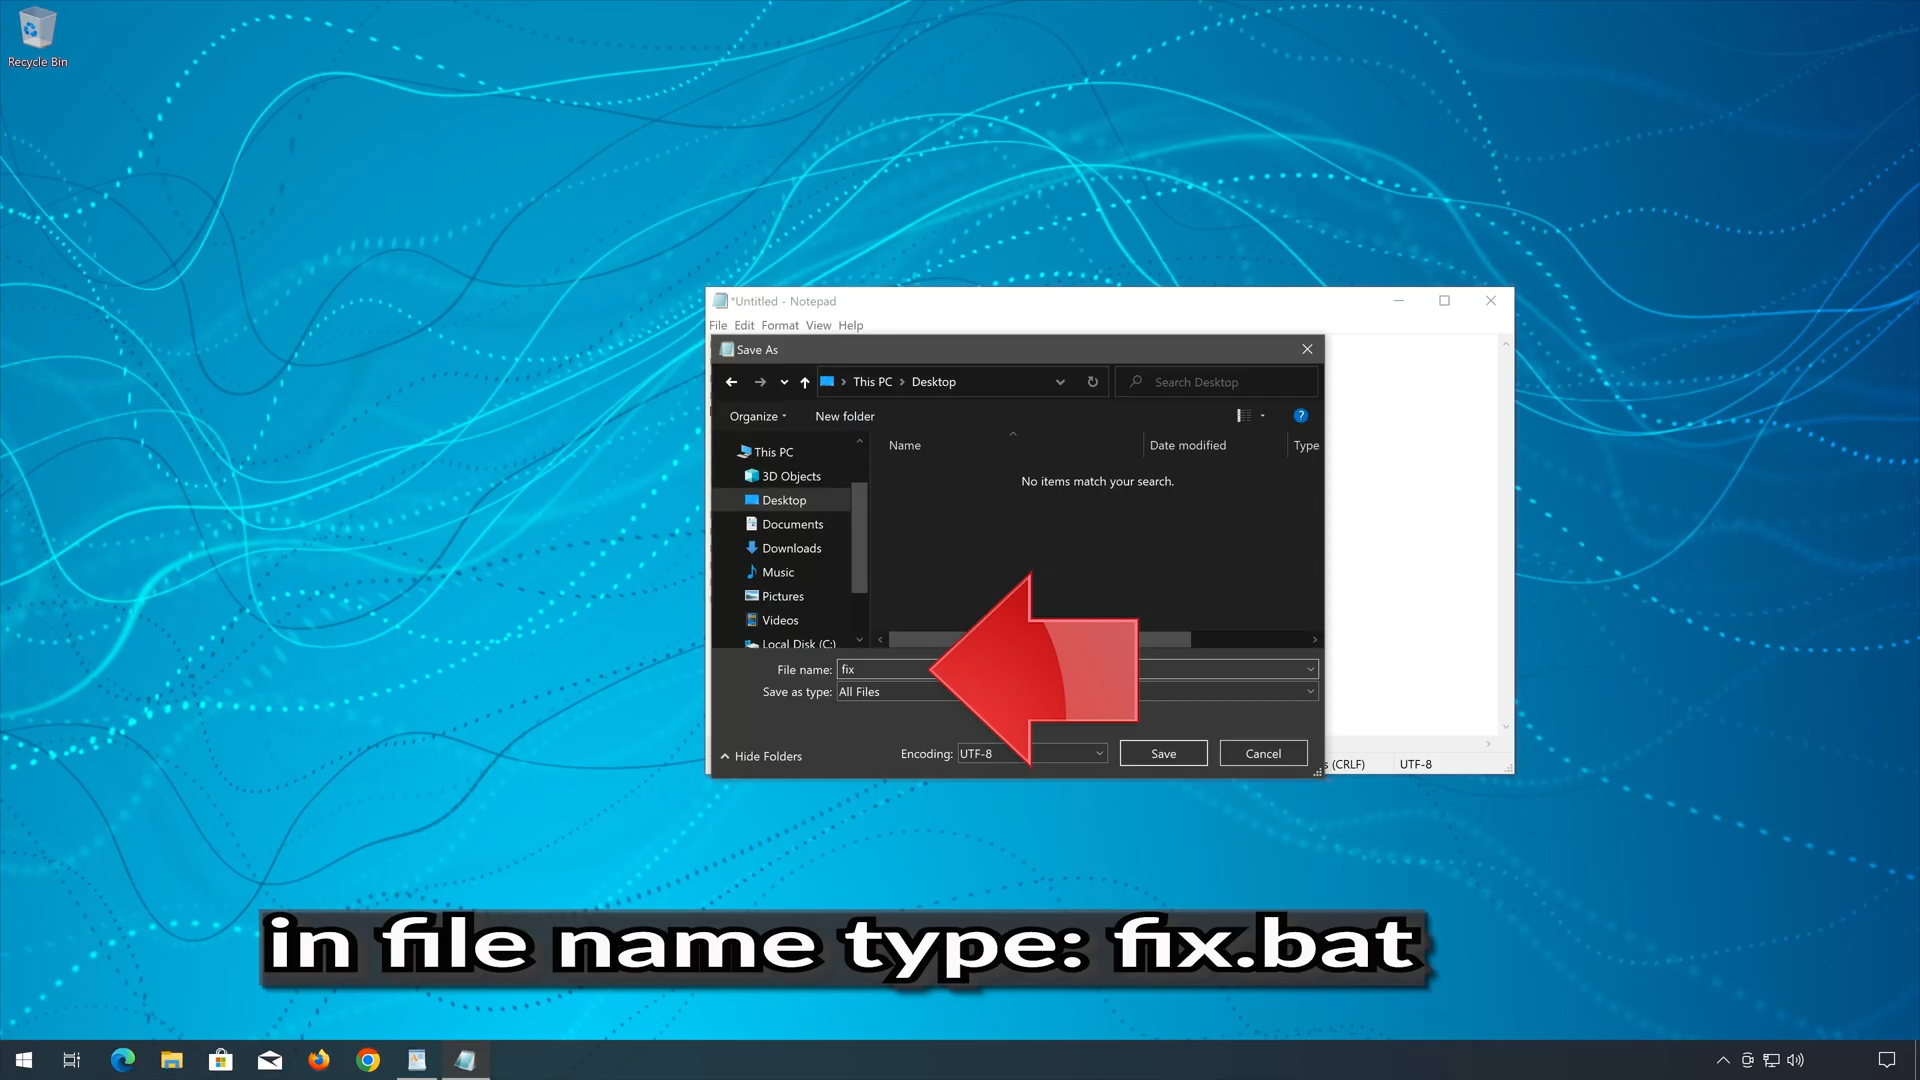 Recycle Bin
*Untitled - Notepad
File Edit Format View Help
Save As
This PC Desktop
Search Desktop
Organize New folder
?
Name Date modified Type
No items match your search.
This PC
3D Objects
Desktop
Documents
Downloads
Music
Pictures
Videos
Local Disk (C:)
File name: fix
Save as type: All Files
Hide Folders
Encoding: UTF-8
Save
Cancel
s (CRLF) UTF-8
in file name type: fix.bat